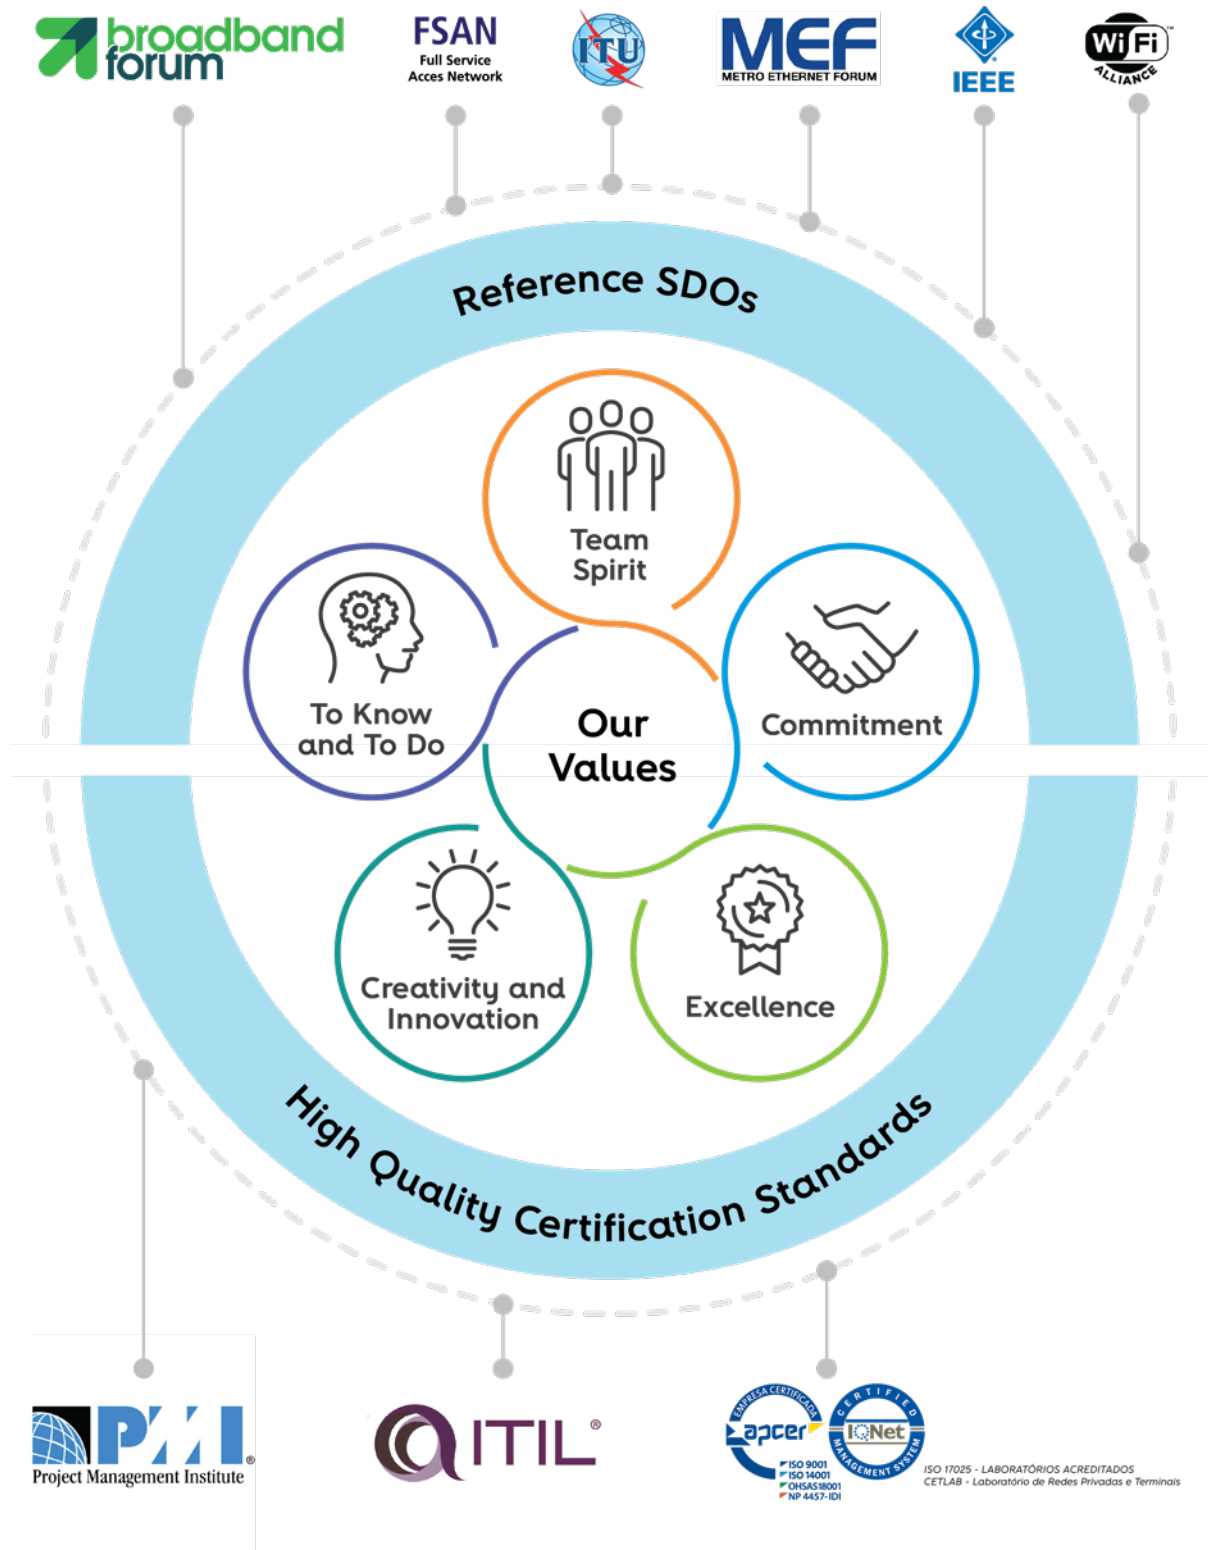 broadband
forum
FSAN
Full Service
Acces Network
ITU
MEF
METRO ETHERNET FORUM
IEEE
Wi Fi
ALLIANCE
™
Reference SDOs
Team
Spirit
To Know
and To Do
Our
Values
Commitment
Creativity and
Innovation
Excellence
High Quality Certification Standards
PMI®
Project Management Institute
ITIL®
EMPRESA CERTIFICADA
apcer
ISO 9001
ISO 14001
OHSAS18001
NP 4457-IDI
CERTIFIED
IQNet
MANAGEMENT SYSTEM
ISO 17025 - LABORATÓRIOS ACREDITADOS
CETLAB - Laboratório de Redes Privadas e Terminais